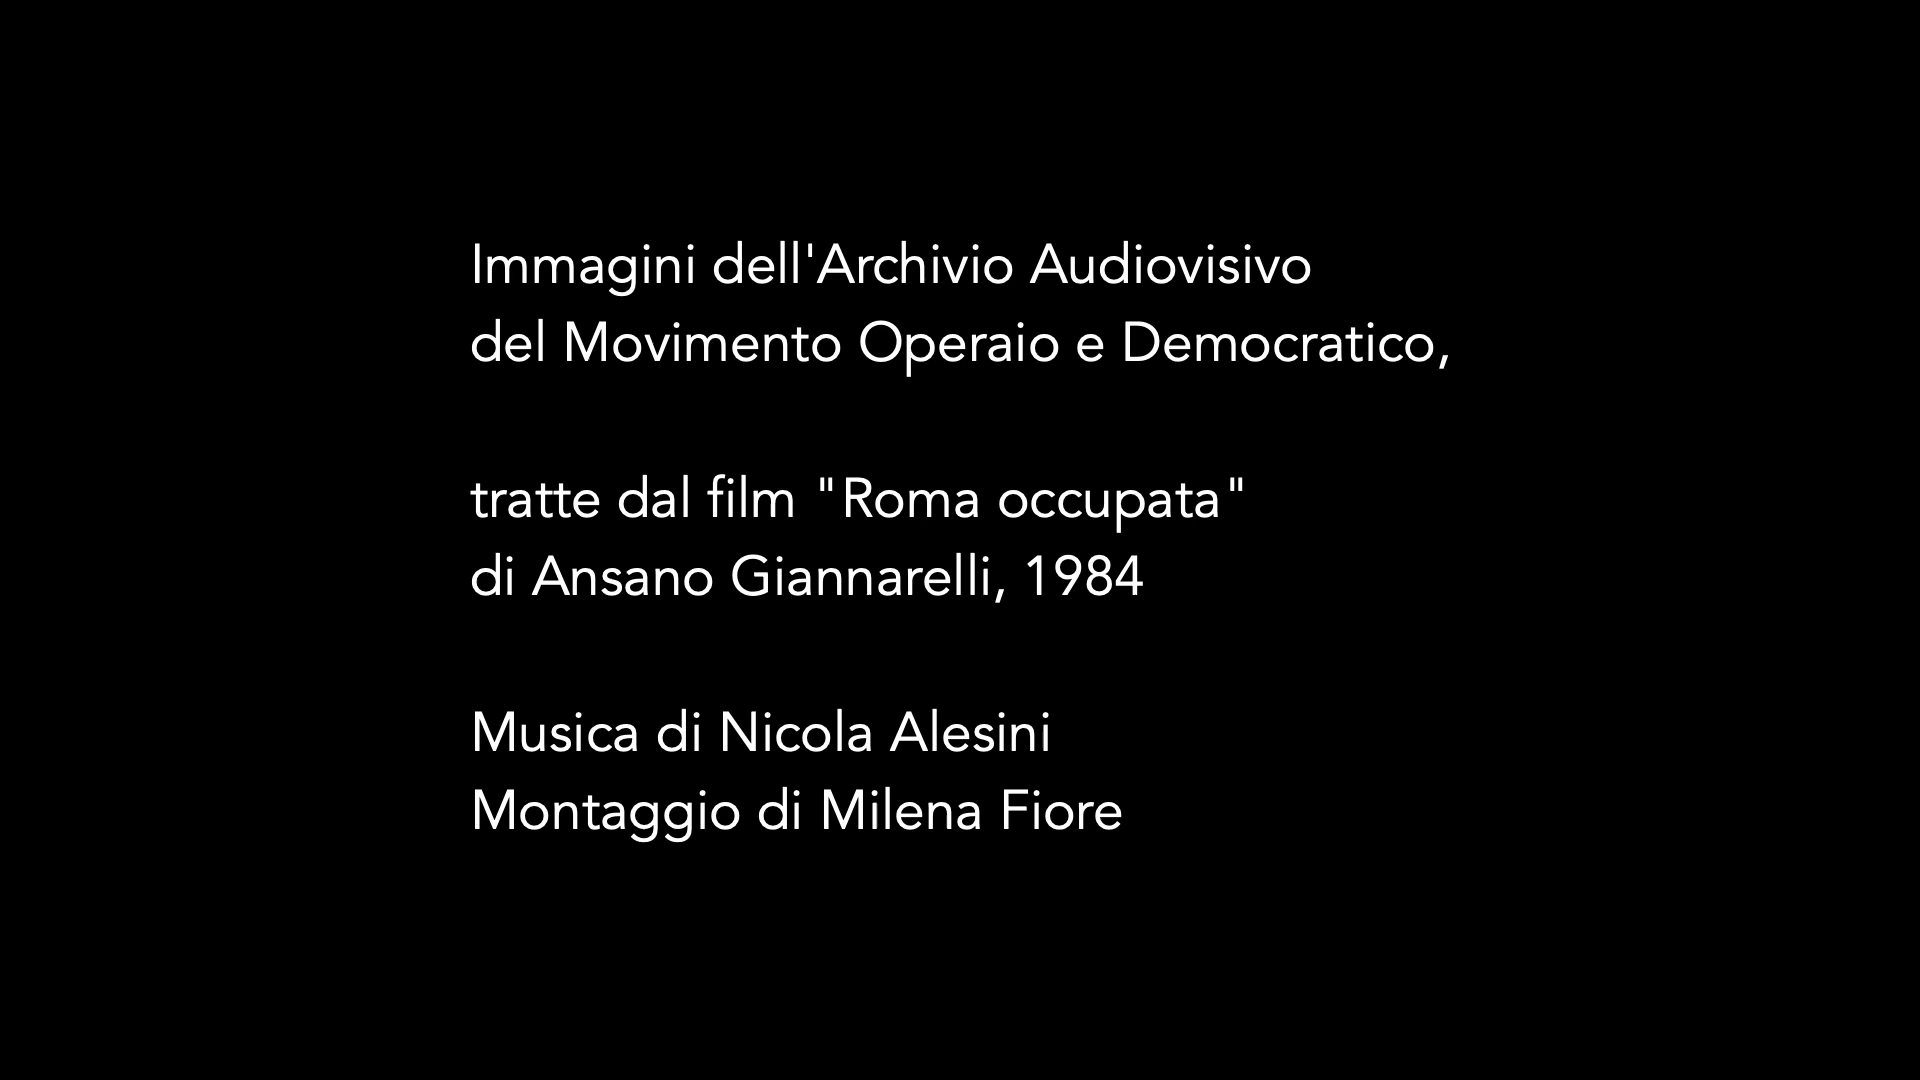 Immagini dell'Archivio Audiovisivo
del Movimento Operaio e Democratico,
tratte dal film "Roma occupata"
di Ansano Giannarelli, 1984
Musica di Nicola Alesini
Montaggio di Milena Fiore